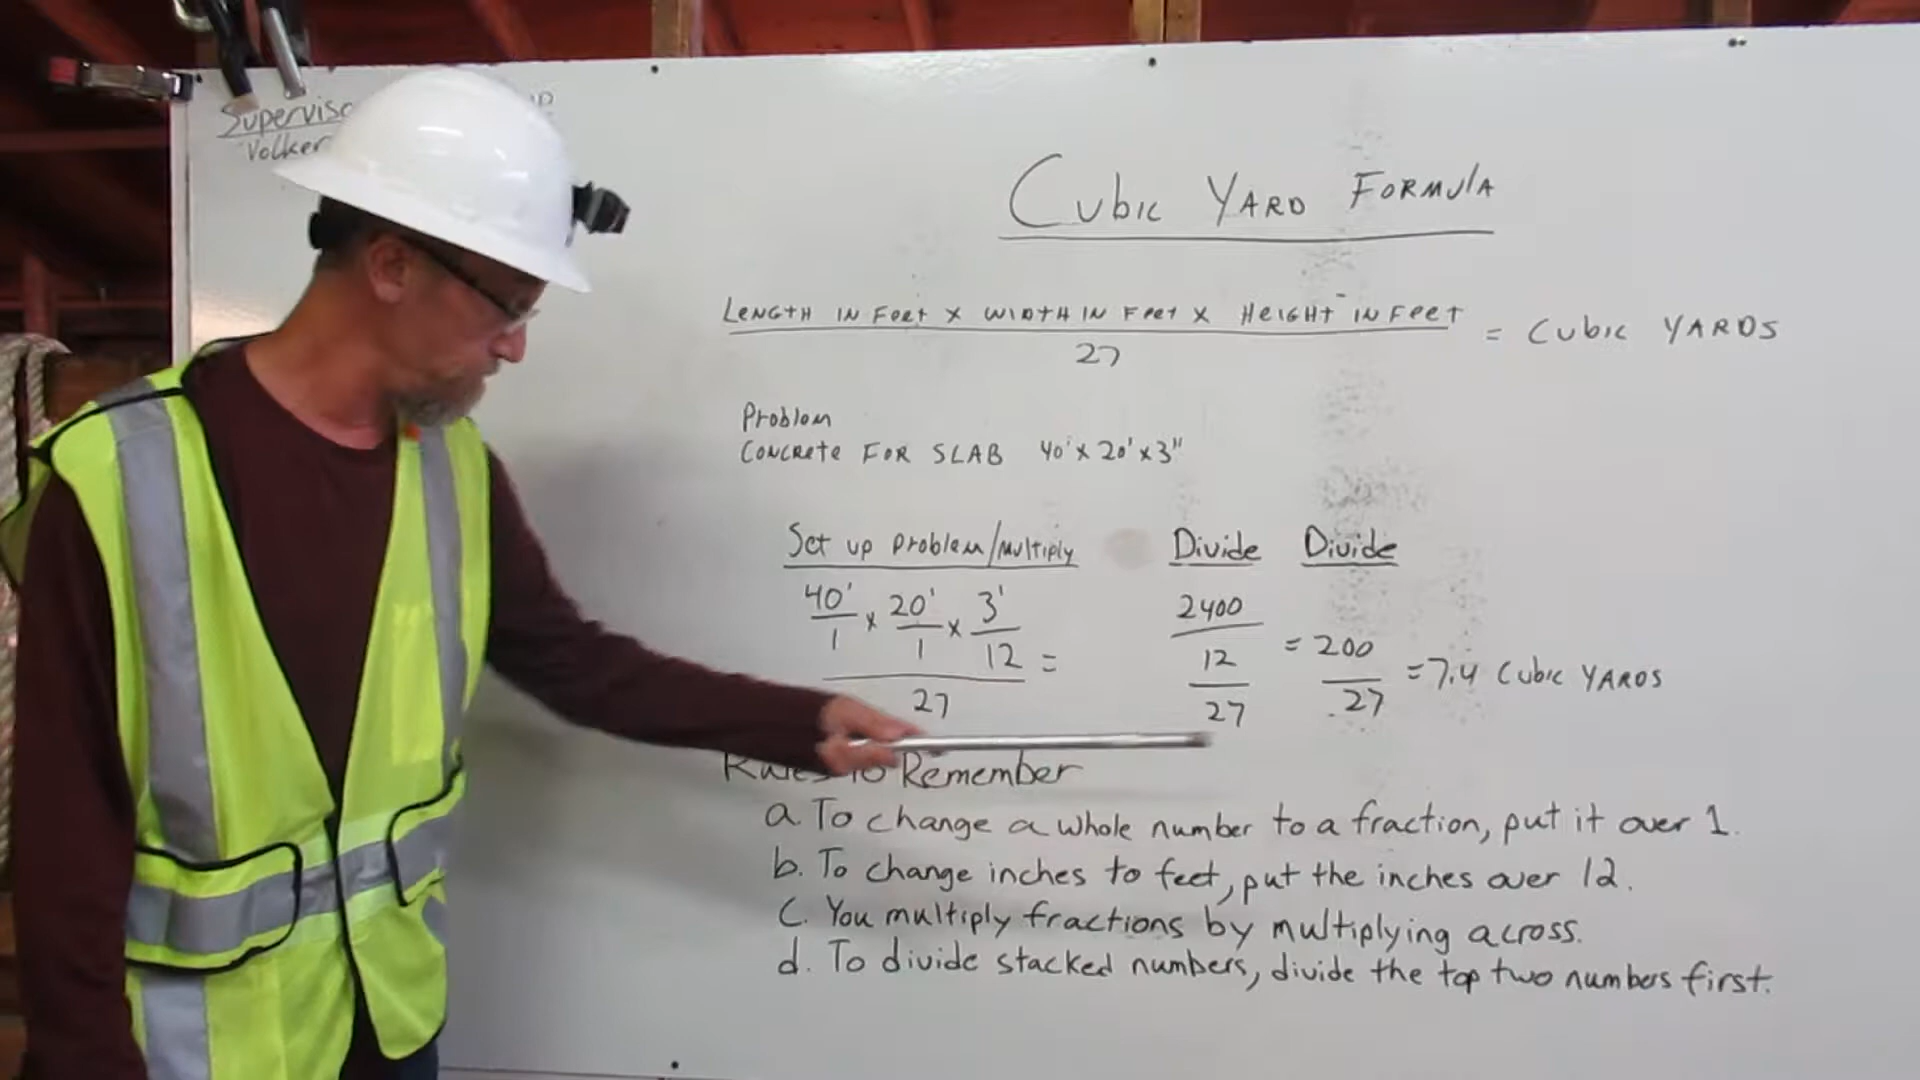 Volker
Cubic YARD FORMULA
LENGTH IN FEET X WIDTH IN FEET X HEIGHT IN FEET
27
= Cubic YARDS
Problem
CONCRETE FOR SLAB 40' x 20' x 3"
Set up problem/multiply Divide Divide
40' x 20' x 3' 2400
1 1 12 = 12 = 200 = 7.4 Cubic YARDS
27 27 27
to Remember
a. To change a whole number to a fraction, put it over 1.
b. To change inches to feet, put the inches over 12.
c. You multiply fractions by multiplying across.
d. To divide stacked numbers, divide the top two numbers first.